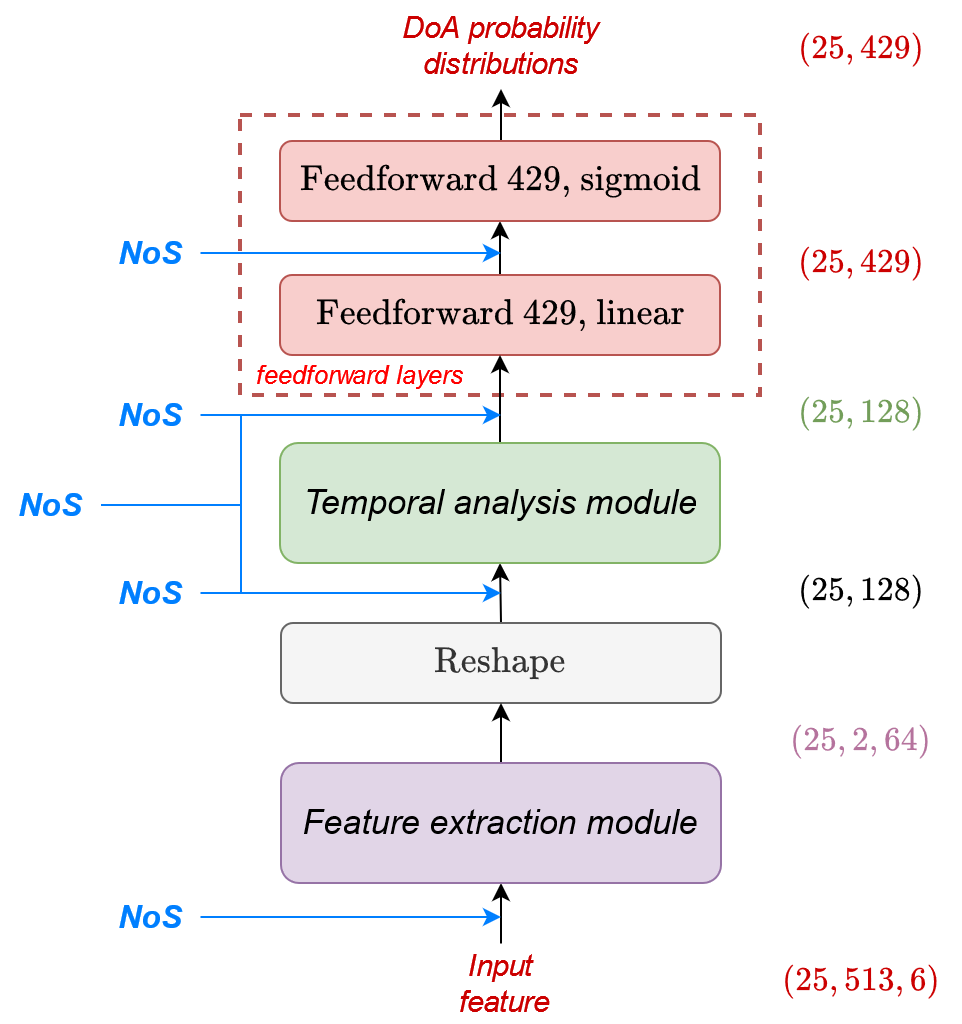 DoA probability
distributions
(25, 429)
Feedforward 429, sigmoid
NoS
(25, 429)
Feedforward 429, linear
feedforward layers
NoS
(25, 128)
Temporal analysis module
NoS
NoS
(25, 128)
Reshape
(25, 2, 64)
Feature extraction module
NoS
Input
feature
(25, 513, 6)